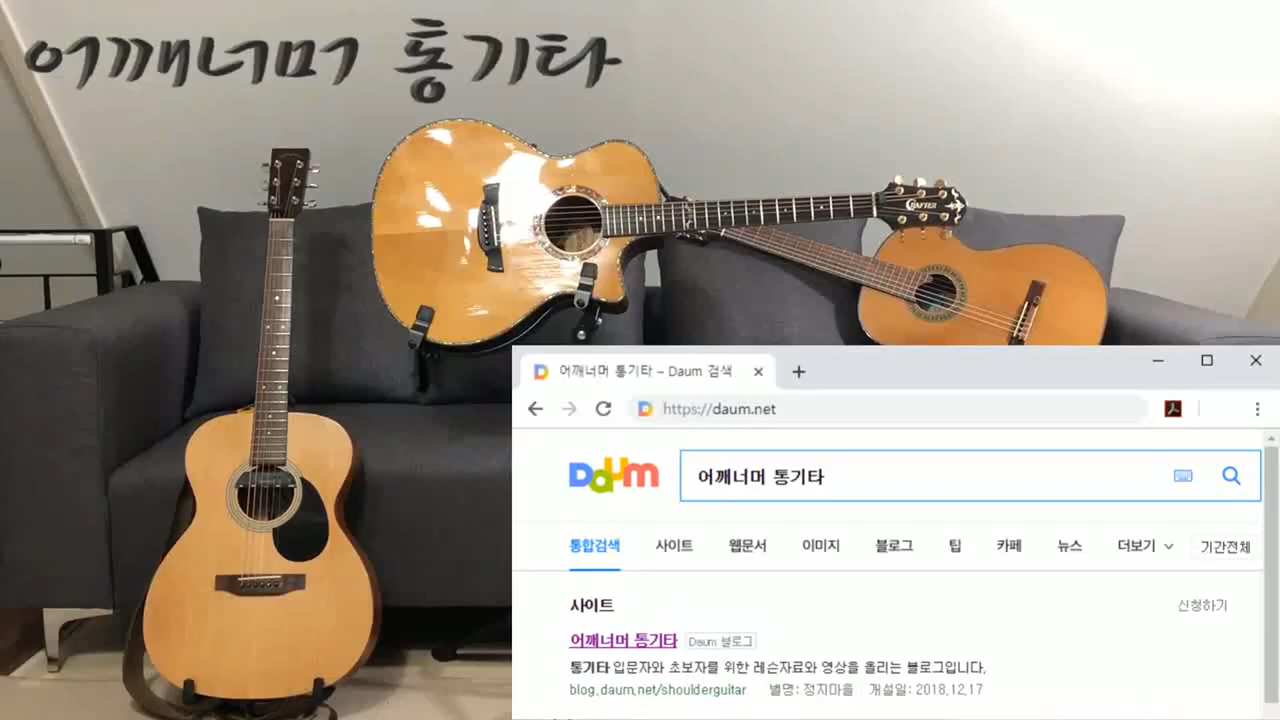 어깨너머 통기타
CRAFTER
어깨너머 통기타 – Daum 검색
https://daum.net
Daum
어깨너머 통기타
통합검색 사이트 웹문서 이미지 블로그 팁 카페 뉴스 더보기 기간전체
사이트 신청하기
어깨너머 통기타 Daum 블로그
통기타 입문자와 초보자를 위한 레슨자료와 영상을 올리는 블로그입니다.
blog.daum.net/shoulderguitar 별명: 정지마을 개설일: 2018.12.17